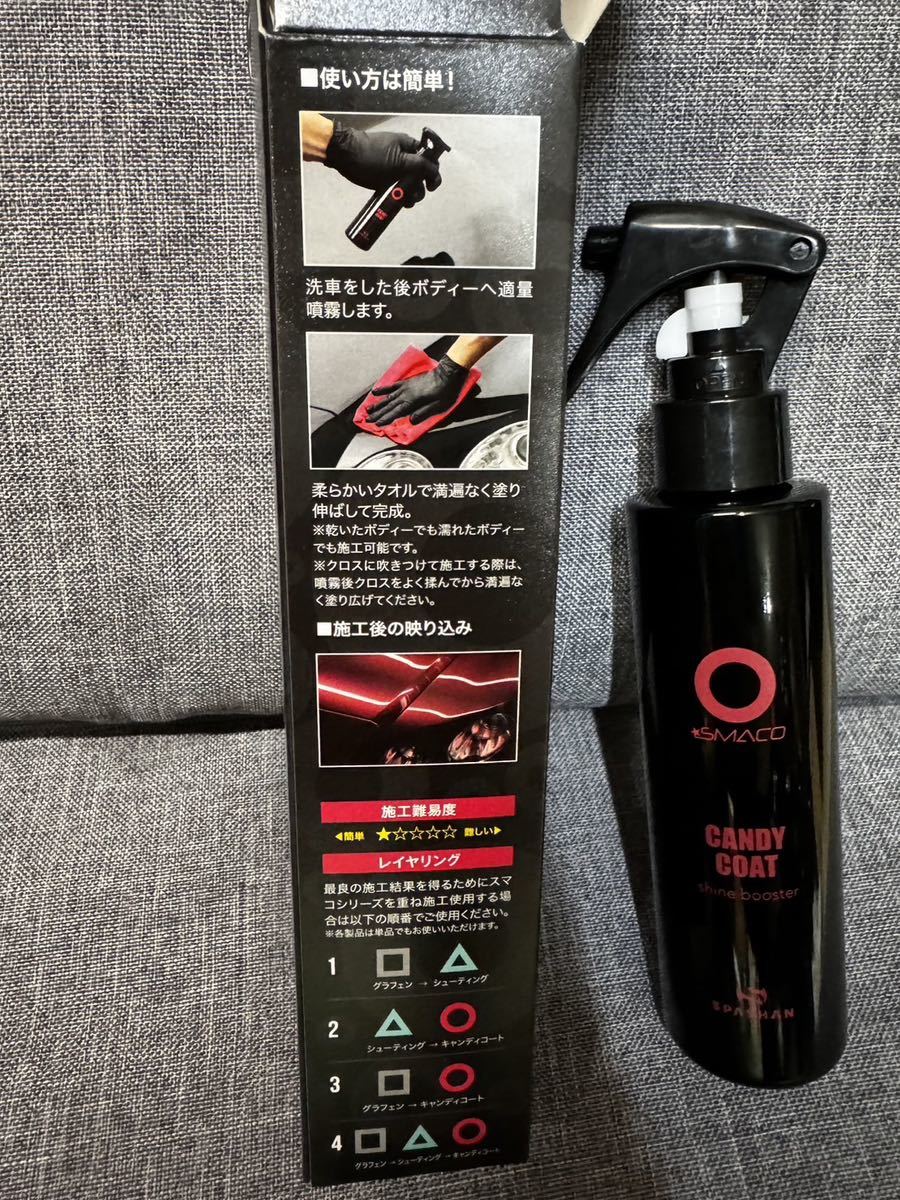 ■使い方は簡単!
CANDY
COAT
洗車をした後ボディーへ適量
噴霧します。
柔らかいタオルで満遍なく塗り
伸ばして完成。
※乾いたボディーでも濡れたボディー
でも施工可能です。
※クロスに吹きつけて施工する際は、
噴霧後クロスをよく揉んでから満遍な
く塗り広げてください。
■施工後の映り込み
施工難易度
◀簡単 ★☆☆☆☆ 難しい▶
レイヤリング
最良の施工結果を得るためにスマ
コシリーズを重ね施工使用する場
合は以下の順番でご使用ください。
※各製品は単品でもお使いいただけます。
1
グラフェン → シューティング
2
シューティング → キャンディコート
3
グラフェン → キャンディコート
4
グラフェン → シューティング → キャンディコート
★SMACO
CANDY
COAT
shine booster
SPASHAN